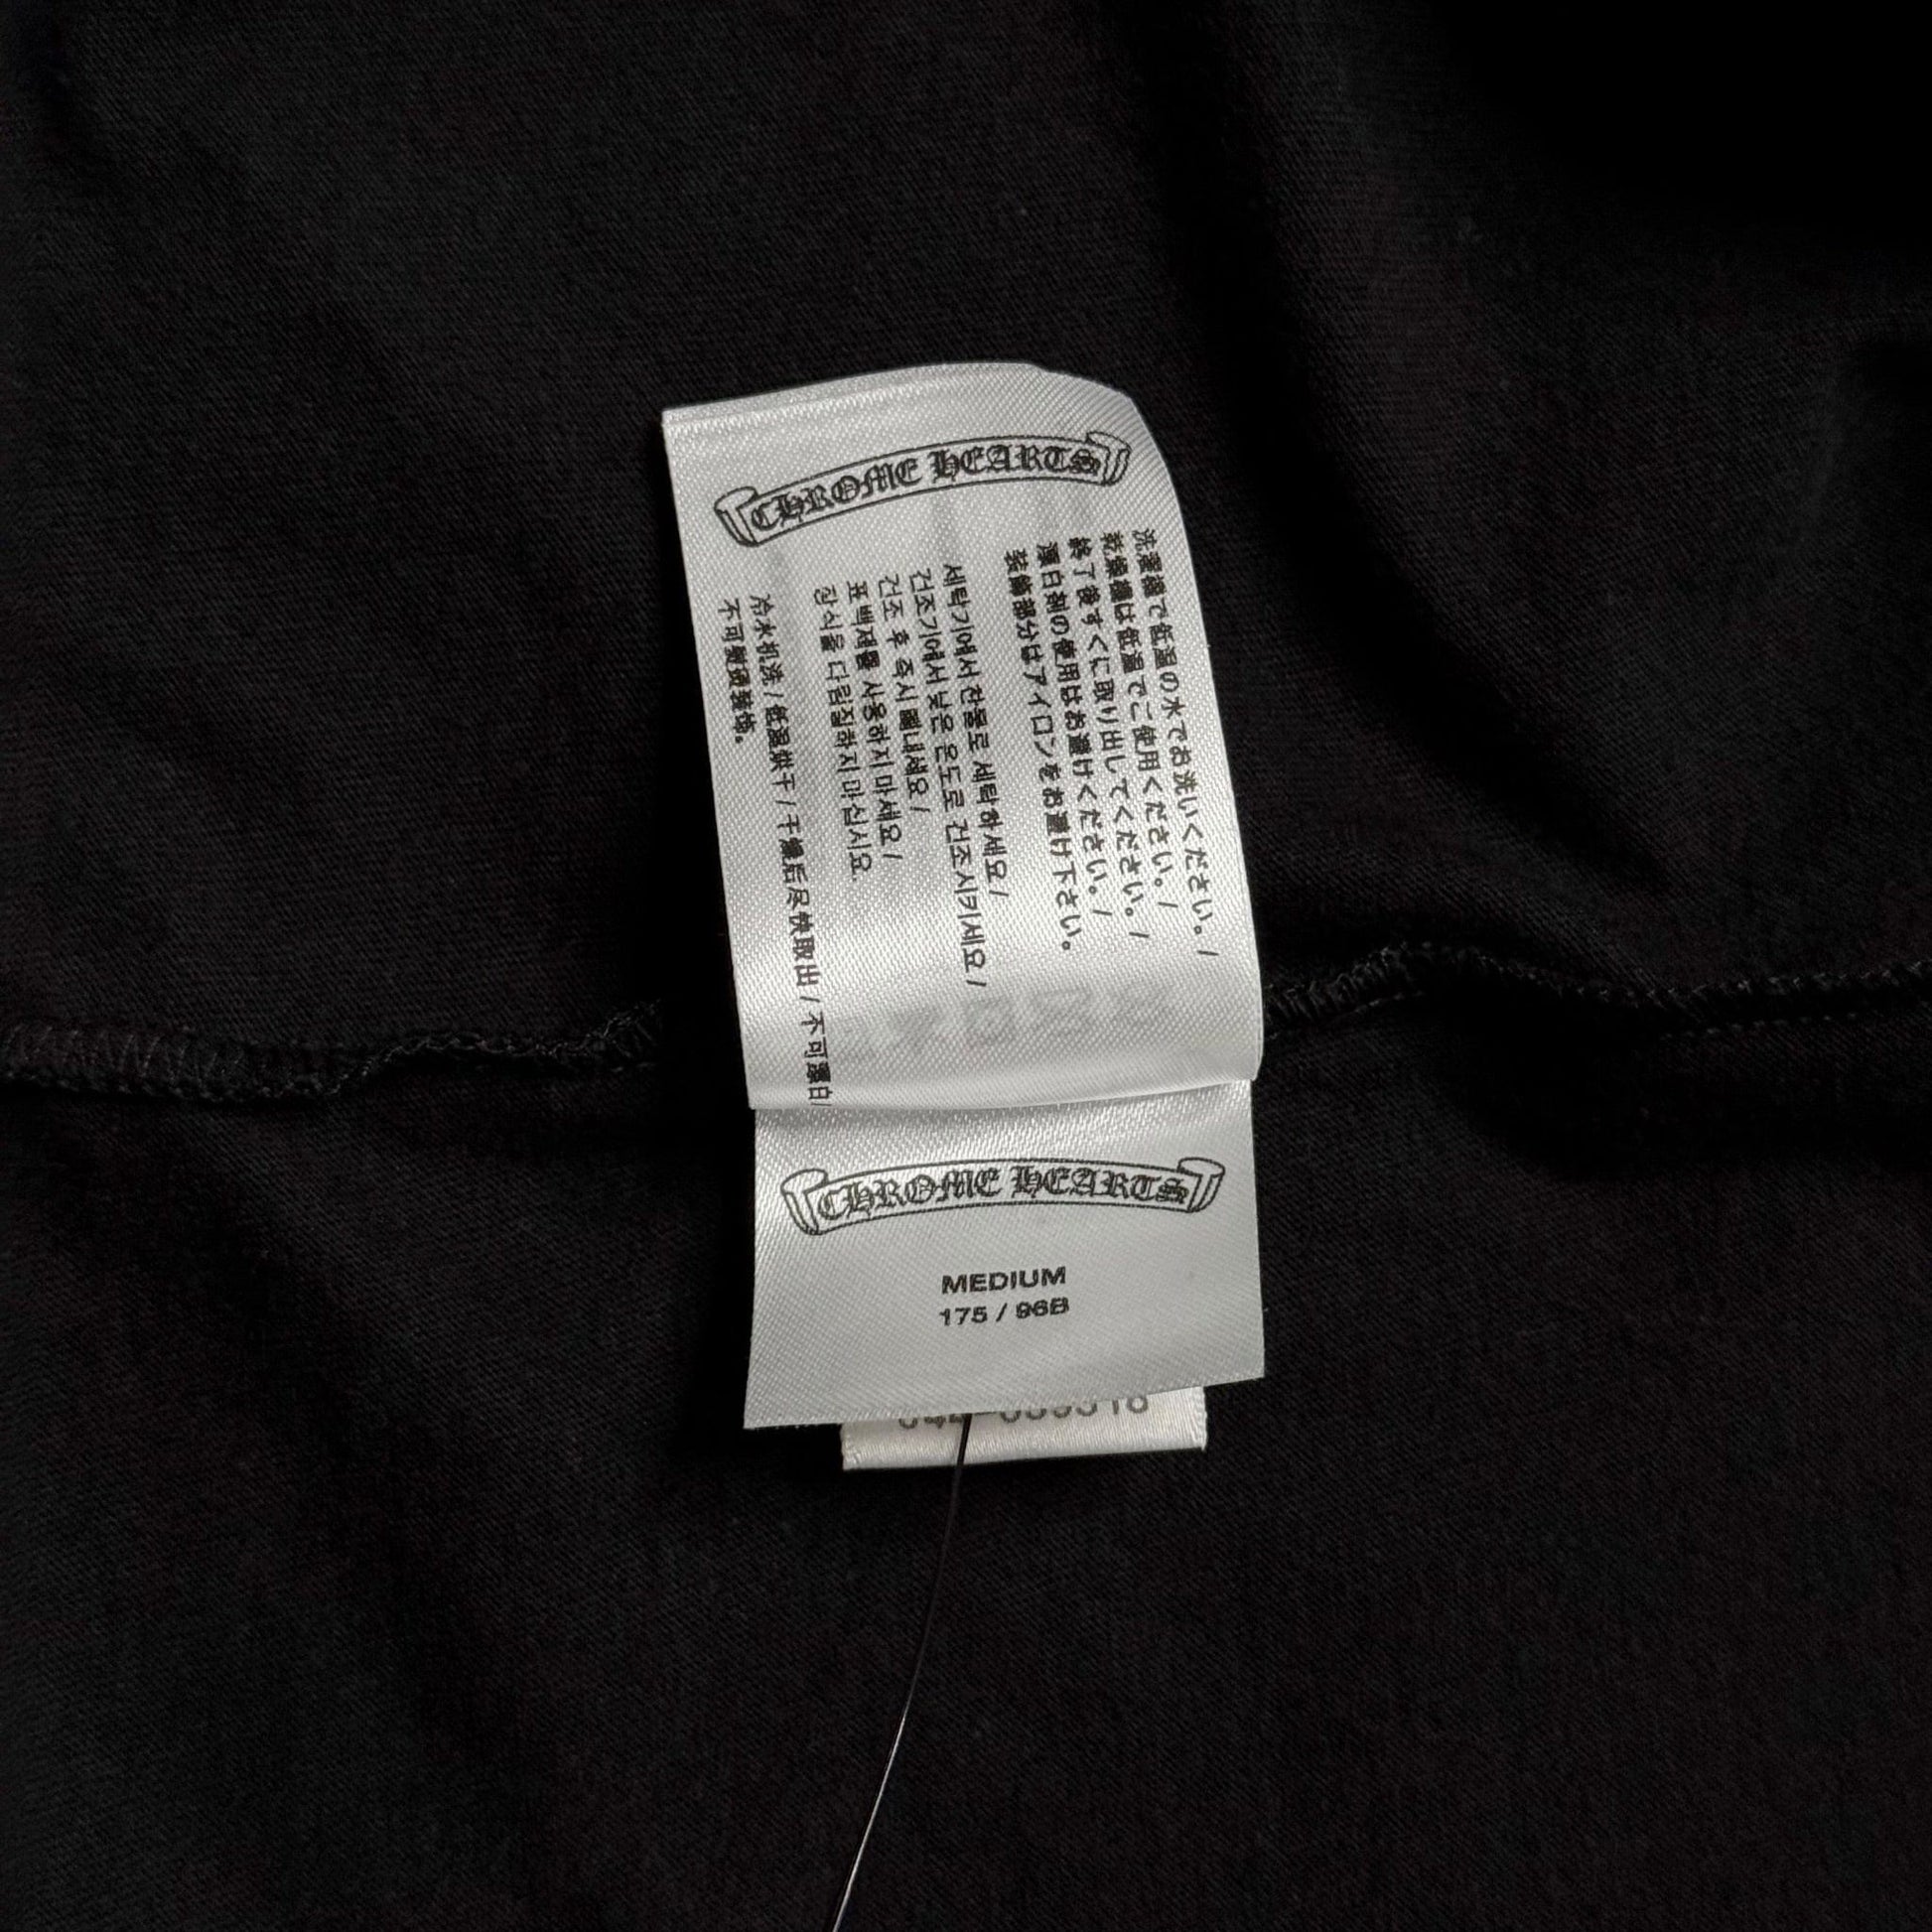 CHROME HEARTS
洗濯機で低温の水でお洗いください。/
乾燥機は低温でご使用ください。/
終了後すぐに取り出してください。/
漂白剤の使用はお避けください。/
装飾部分はアイロンをお避け下さい。
세탁기에서 찬물로 세탁하세요/
건조기에서 낮은 온도로 건조시키세요/
건조 후 즉시 꺼내세요/
표백제를 사용하지 마세요/
장식을 다림질하지 마십시요.
冷水机洗/低温烘干/干燥后尽快取出/不可漂白/
不可熨烫装饰。
CHROME HEARTS
MEDIUM
175 / 96B